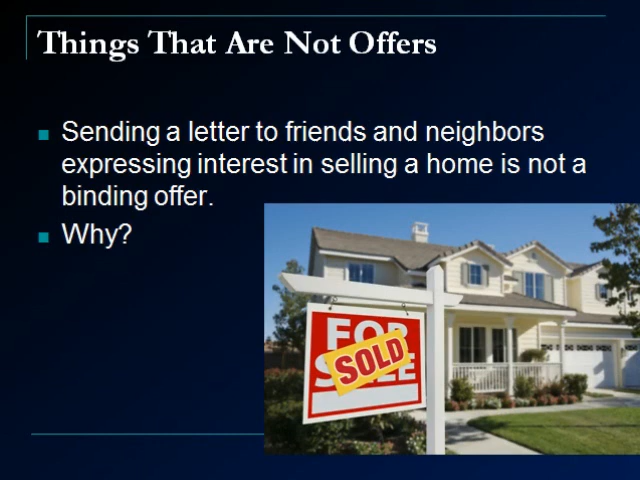 Things That Are Not Offers
Sending a letter to friends and neighbors
expressing interest in selling a home is not a
binding offer.
Why?
FOR
SALE
SOLD